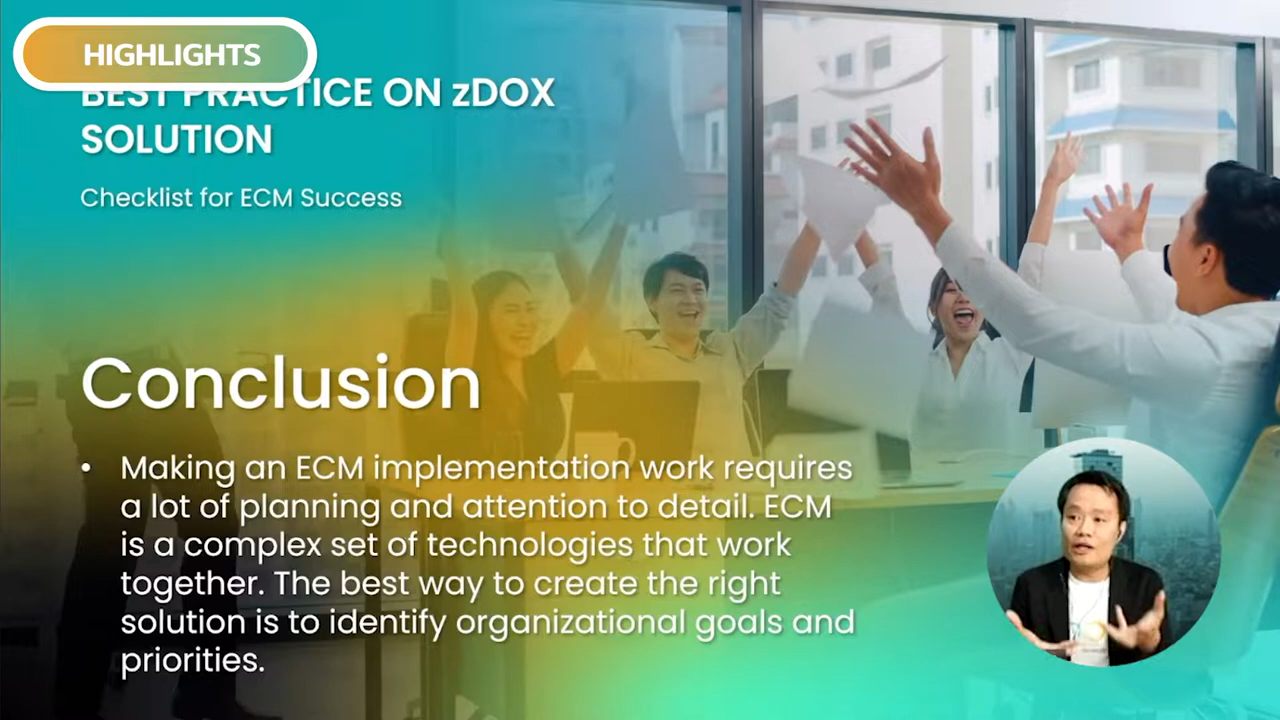 HIGHLIGHTS
BEST PRACTICE ON zDOX
SOLUTION
Checklist for ECM Success
Conclusion
• Making an ECM implementation work requires
a lot of planning and attention to detail. ECM
is a complex set of technologies that work
together. The best way to create the right
solution is to identify organizational goals and
priorities.